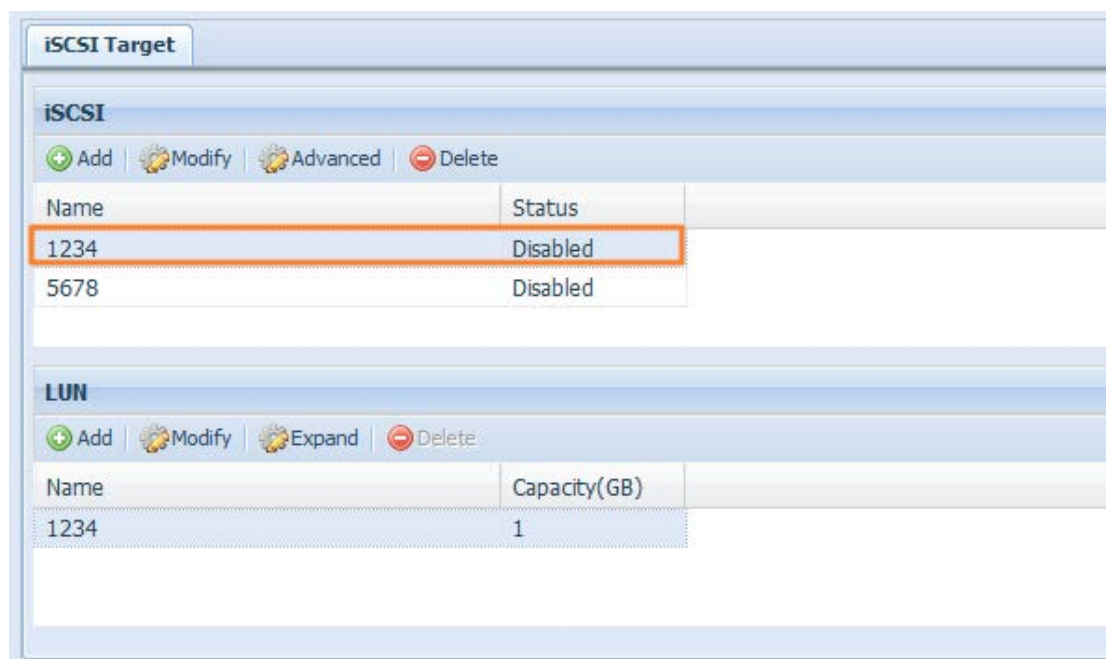 iSCSI Target
iSCSI
Add Modify Advanced Delete
Name Status
1234 Disabled
5678 Disabled
LUN
Add Modify Expand Delete
Name Capacity(GB)
1234 1